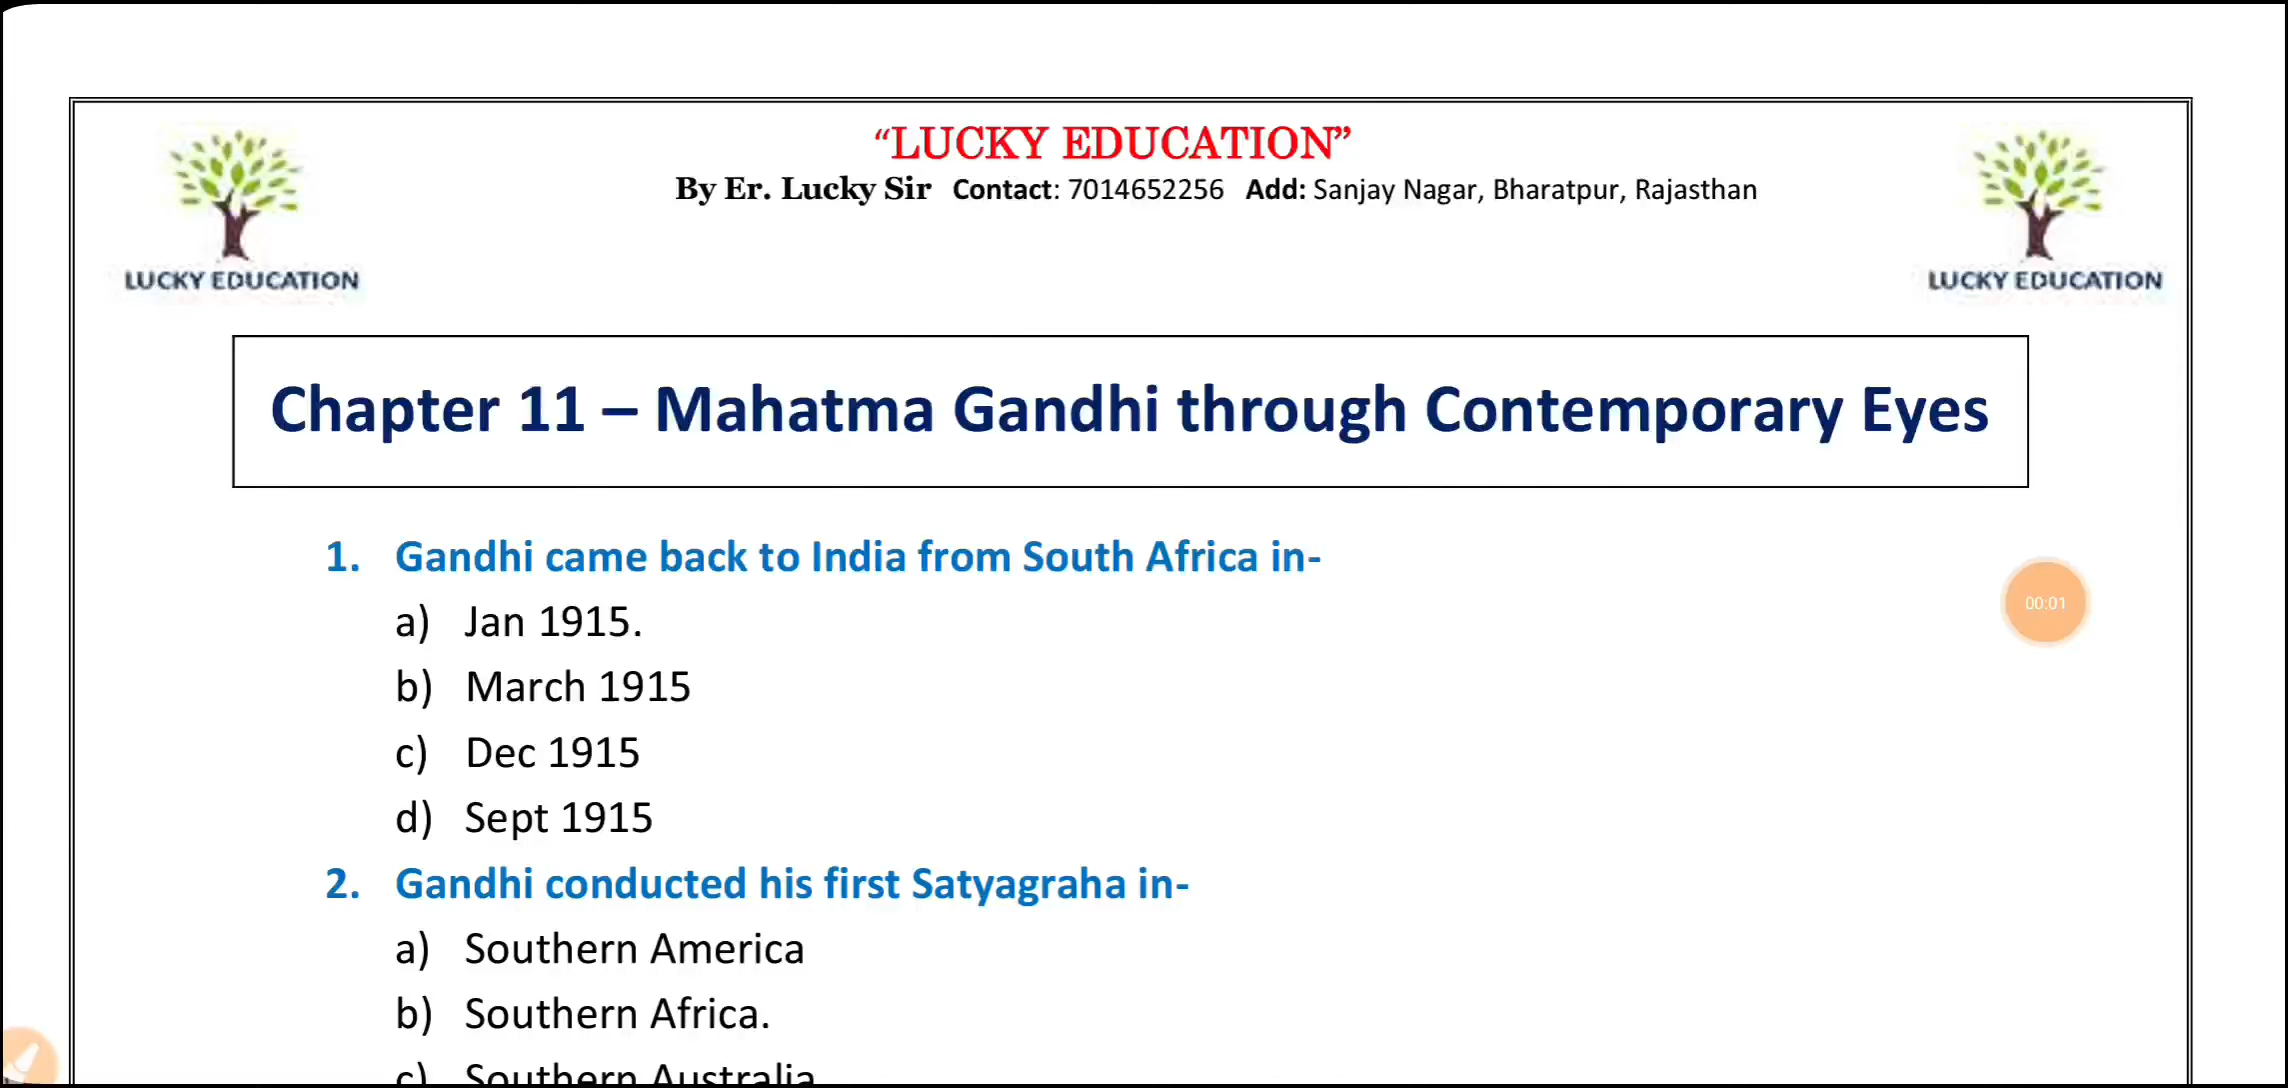 “LUCKY EDUCATION”
By Er. Lucky Sir Contact: 7014652256 Add: Sanjay Nagar, Bharatpur, Rajasthan
LUCKY EDUCATION
LUCKY EDUCATION
Chapter 11 – Mahatma Gandhi through Contemporary Eyes
1. Gandhi came back to India from South Africa in-
a) Jan 1915.
b) March 1915
c) Dec 1915
d) Sept 1915
00:01
2. Gandhi conducted his first Satyagraha in-
a) Southern America
b) Southern Africa.
c) Southern Australia